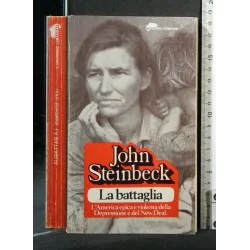 John
Steinbeck
La battaglia
L'America epica e violenta della
Depressione e del New Deal.